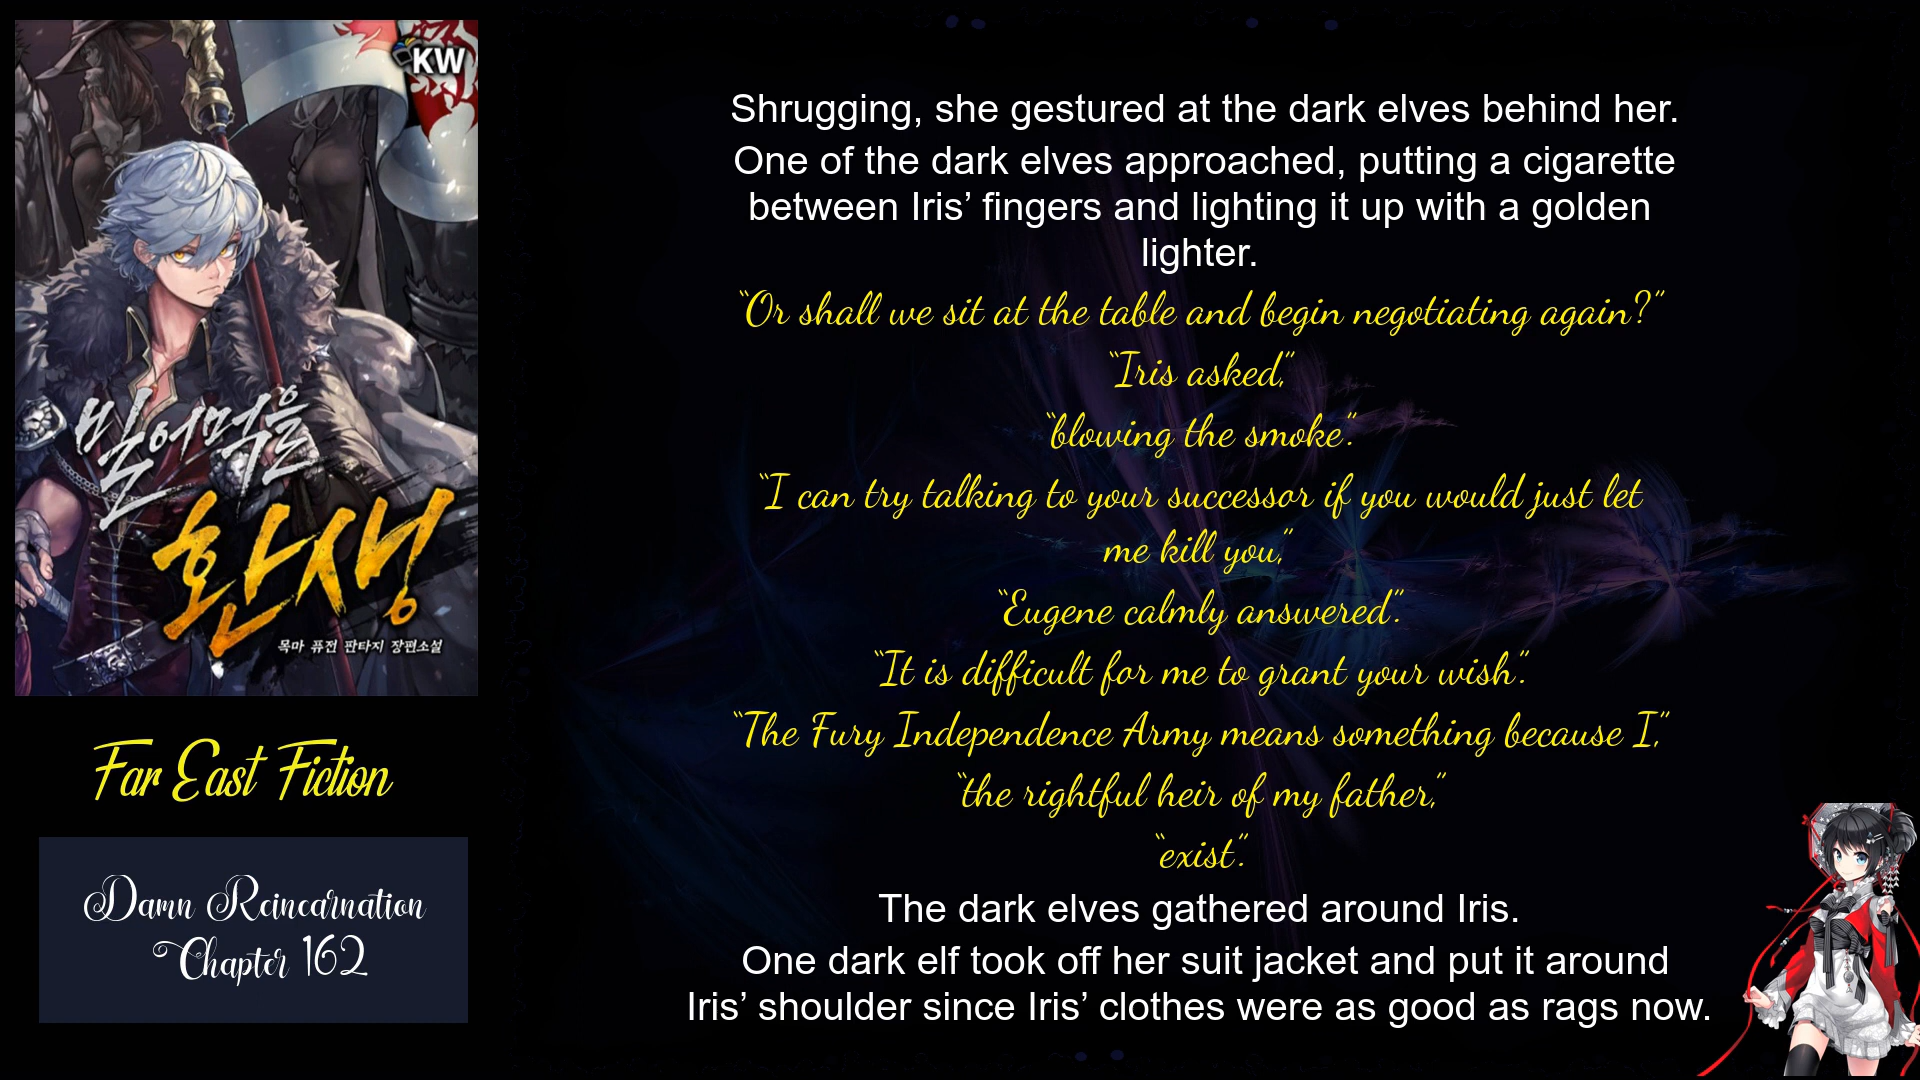 KW
빌어먹을
환생
목마 퓨전 판타지 장편소설
Far East Fiction
Damn Reincarnation
Chapter 162
Shrugging, she gestured at the dark elves behind her.
One of the dark elves approached, putting a cigarette
between Iris’ fingers and lighting it up with a golden
lighter.
“Or shall we sit at the table and begin negotiating again?”
“Iris asked,”
“blowing the smoke”.
“I can try talking to your successor if you would just let
me kill you,”
“Eugene calmly answered”.
“It is difficult for me to grant your wish”.
“The Fury Independence Army means something because I,”
“the rightful heir of my father,”
“exist”.
The dark elves gathered around Iris.
One dark elf took off her suit jacket and put it around
Iris’ shoulder since Iris’ clothes were as good as rags now.